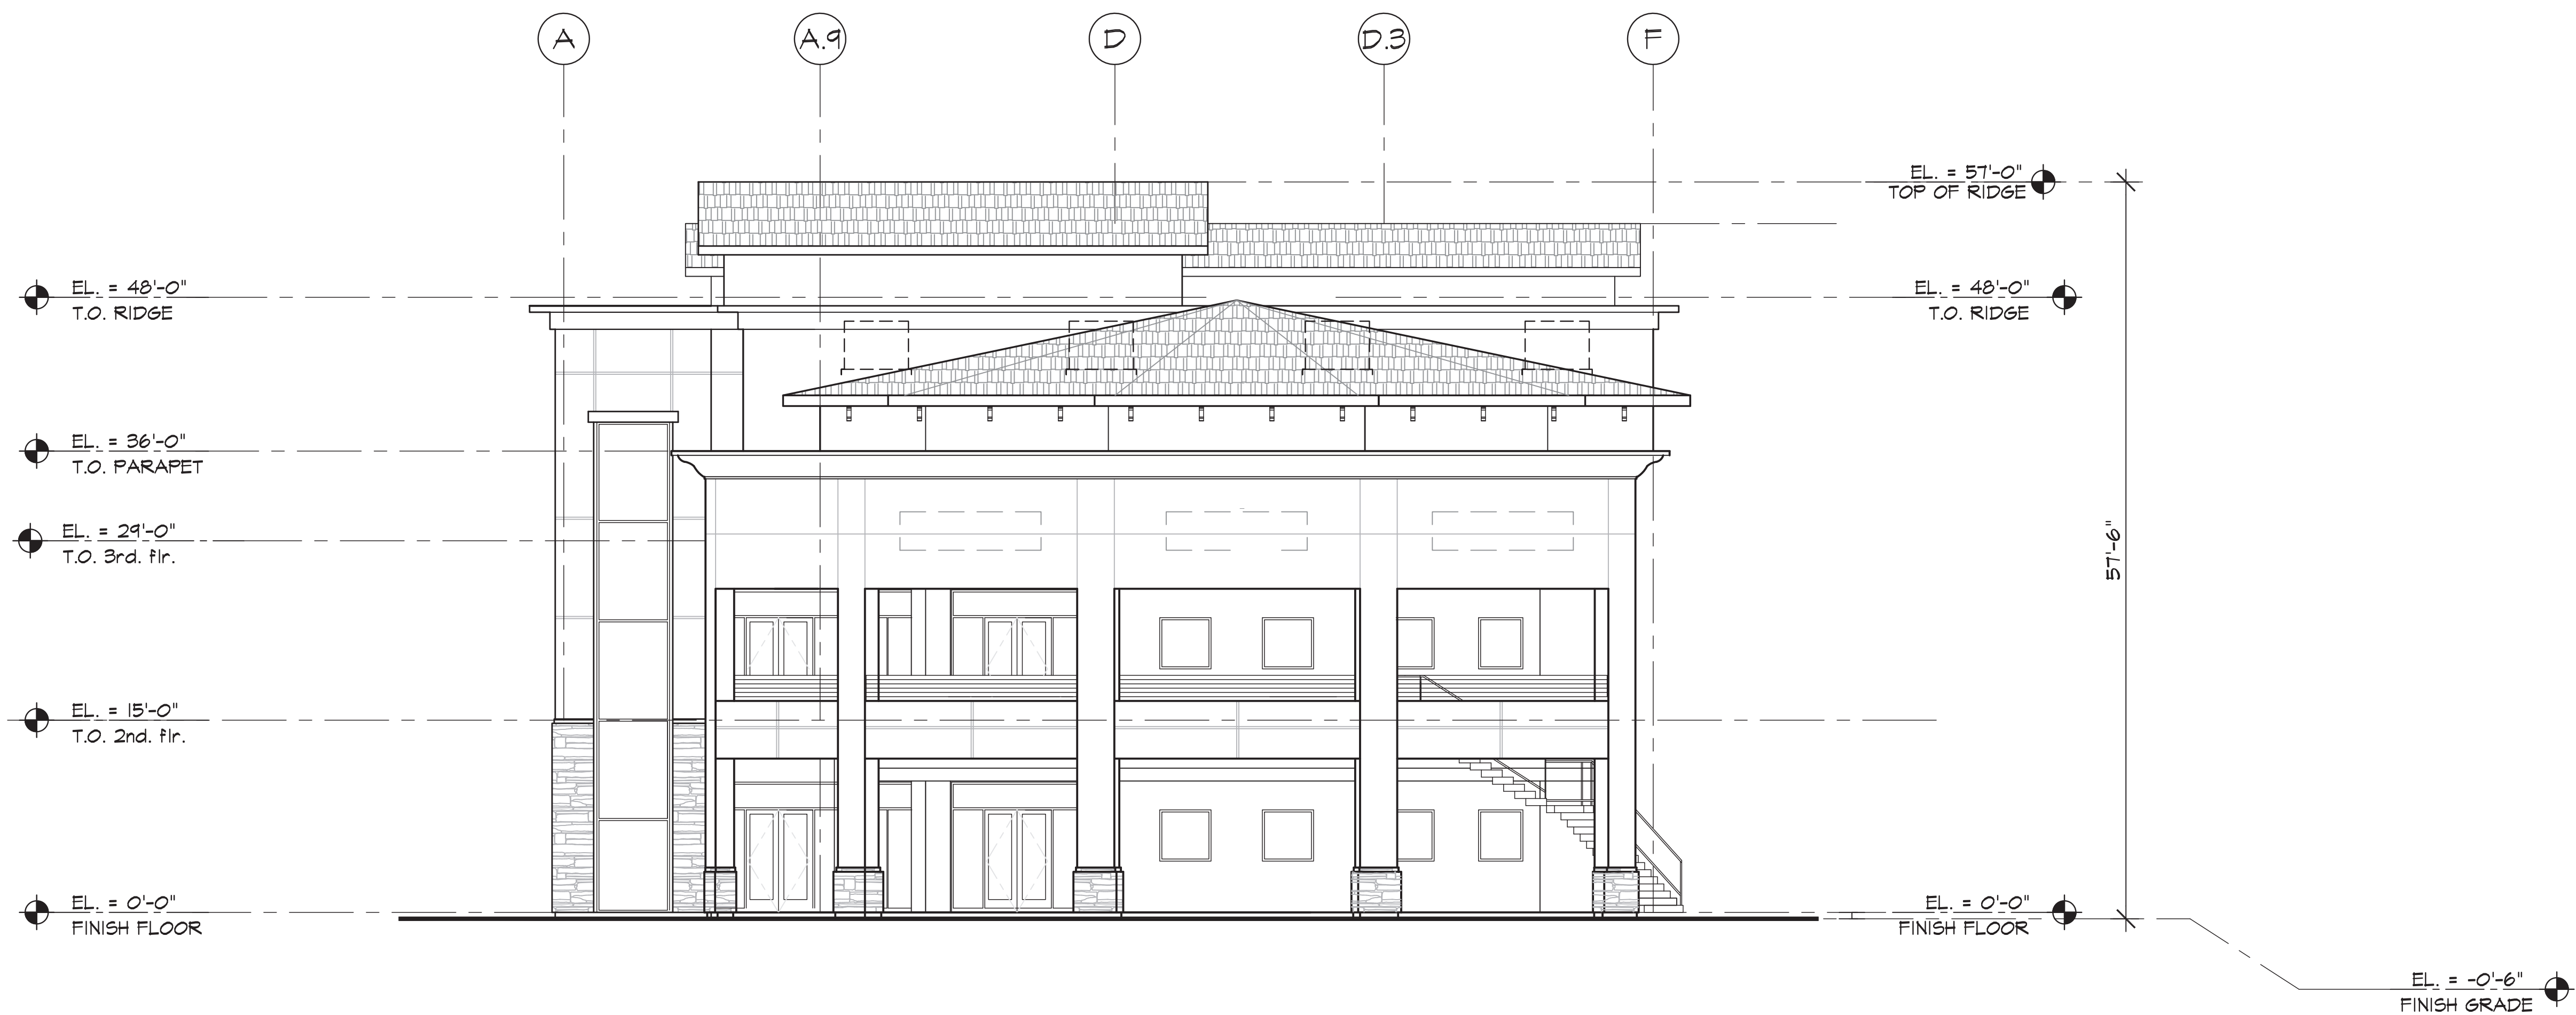 A
A.9
D
D.3
F
EL. = 57'-0"
TOP OF RIDGE
EL. = 48'-0"
T.O. RIDGE
EL. = 48'-0"
T.O. RIDGE
EL. = 36'-0"
T.O. PARAPET
EL. = 29'-0"
T.O. 3rd. flr.
57'-6"
EL. = 15'-0"
T.O. 2nd. flr.
EL. = 0'-0"
FINISH FLOOR
EL. = 0'-0"
FINISH FLOOR
EL. = -0'-6"
FINISH GRADE